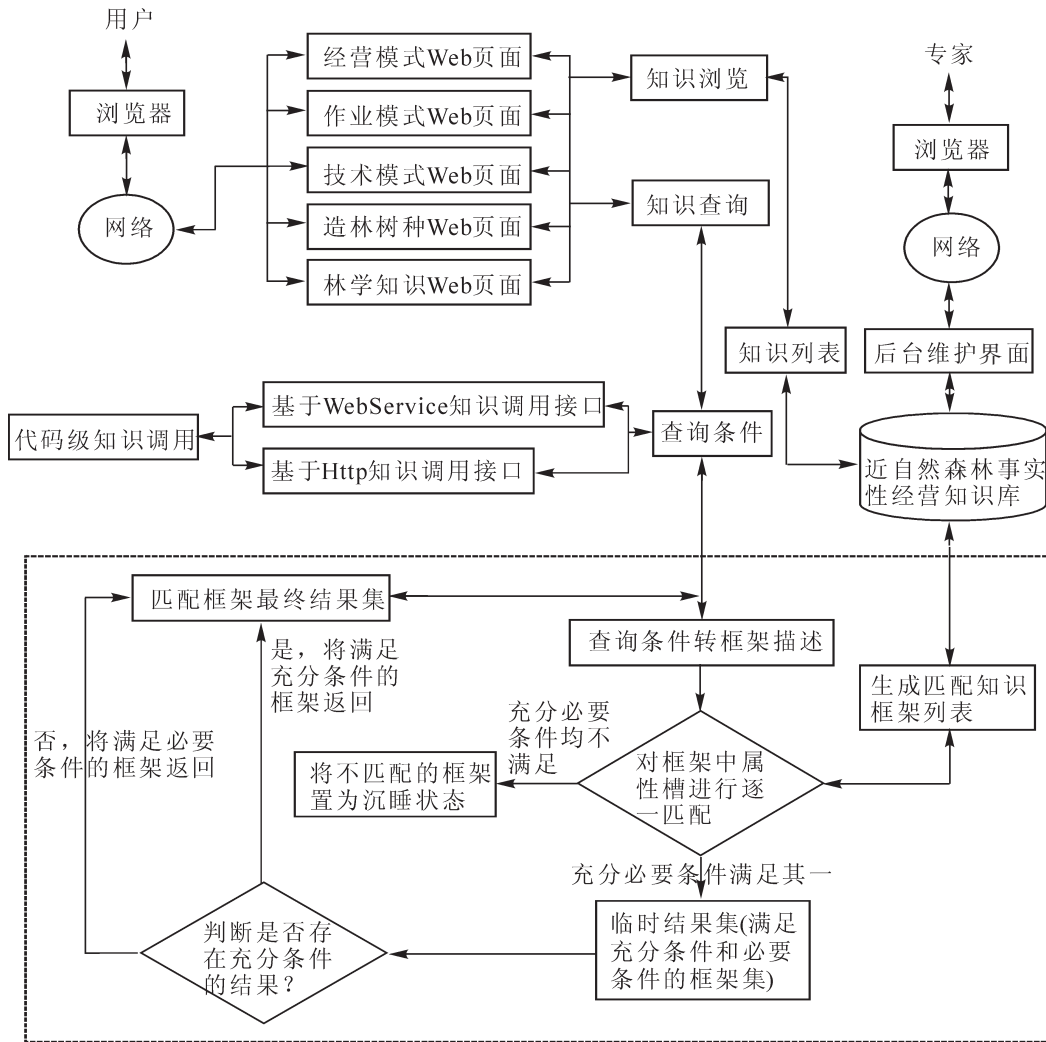 用户
浏览器
网络
经营模式Web页面
作业模式Web页面
技术模式Web页面
造林树种Web页面
林学知识Web页面
知识浏览
知识查询
专家
浏览器
网络
后台维护界面
知识列表
近自然森林事实
性经营知识库
代码级知识调用
基于WebService知识调用接口
基于Http知识调用接口
查询条件
匹配框架最终结果集
查询条件转框架描述
生成匹配知识
框架列表
是，将满足
充分条件的
框架返回
否，将满足必要
条件的框架返回
充分必要
条件均不
满足
将不匹配的框架
置为沉睡状态
对框架中属
性槽进行逐
一匹配
充分必要条件满足其一
临时结果集(满足
充分条件和必要
条件的框架集)
判断是否存
在充分条件
的结果？